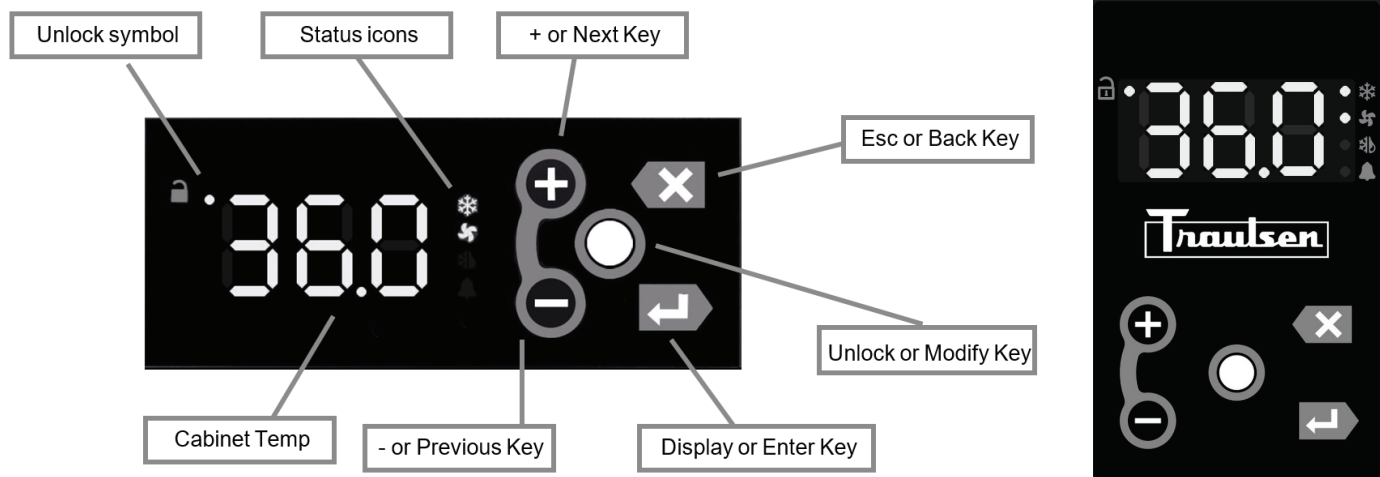 Unlock symbol
Status icons
+ or Next Key
Esc or Back Key
36.0
Unlock or Modify Key
Cabinet Temp
- or Previous Key
Display or Enter Key
36.0
Traulsen